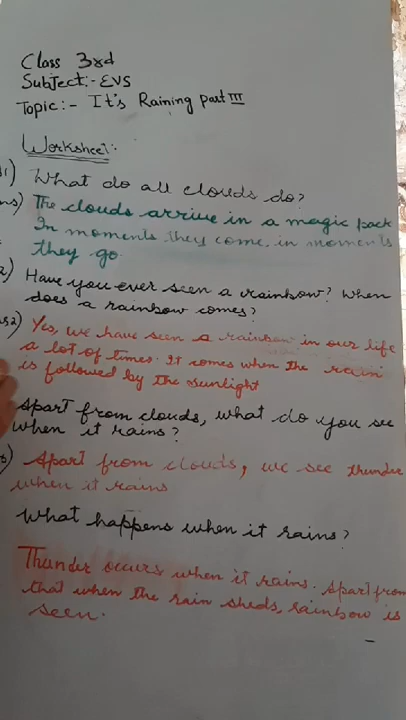 Class 3rd
Subject:- EVS
Topic:- It's Raining part III
Worksheet:-
1) What do all clouds do?
ns) The clouds arrive in a magic pack
In moments they come, in moments
they go.
2) Have you ever seen a rainbow? When
does a rainbow comes?
ns2) Yes, we have seen a rainbow in our life
a lot of times. It comes when the rain
is followed by the sunlight
Apart from clouds, what do you see
when it rains?
s) Apart from clouds, we see thunder
when it rains
What happens when it rains?
Thunder occurs when it rains. Apart from
that when the rain sheds, rainbow is
seen.